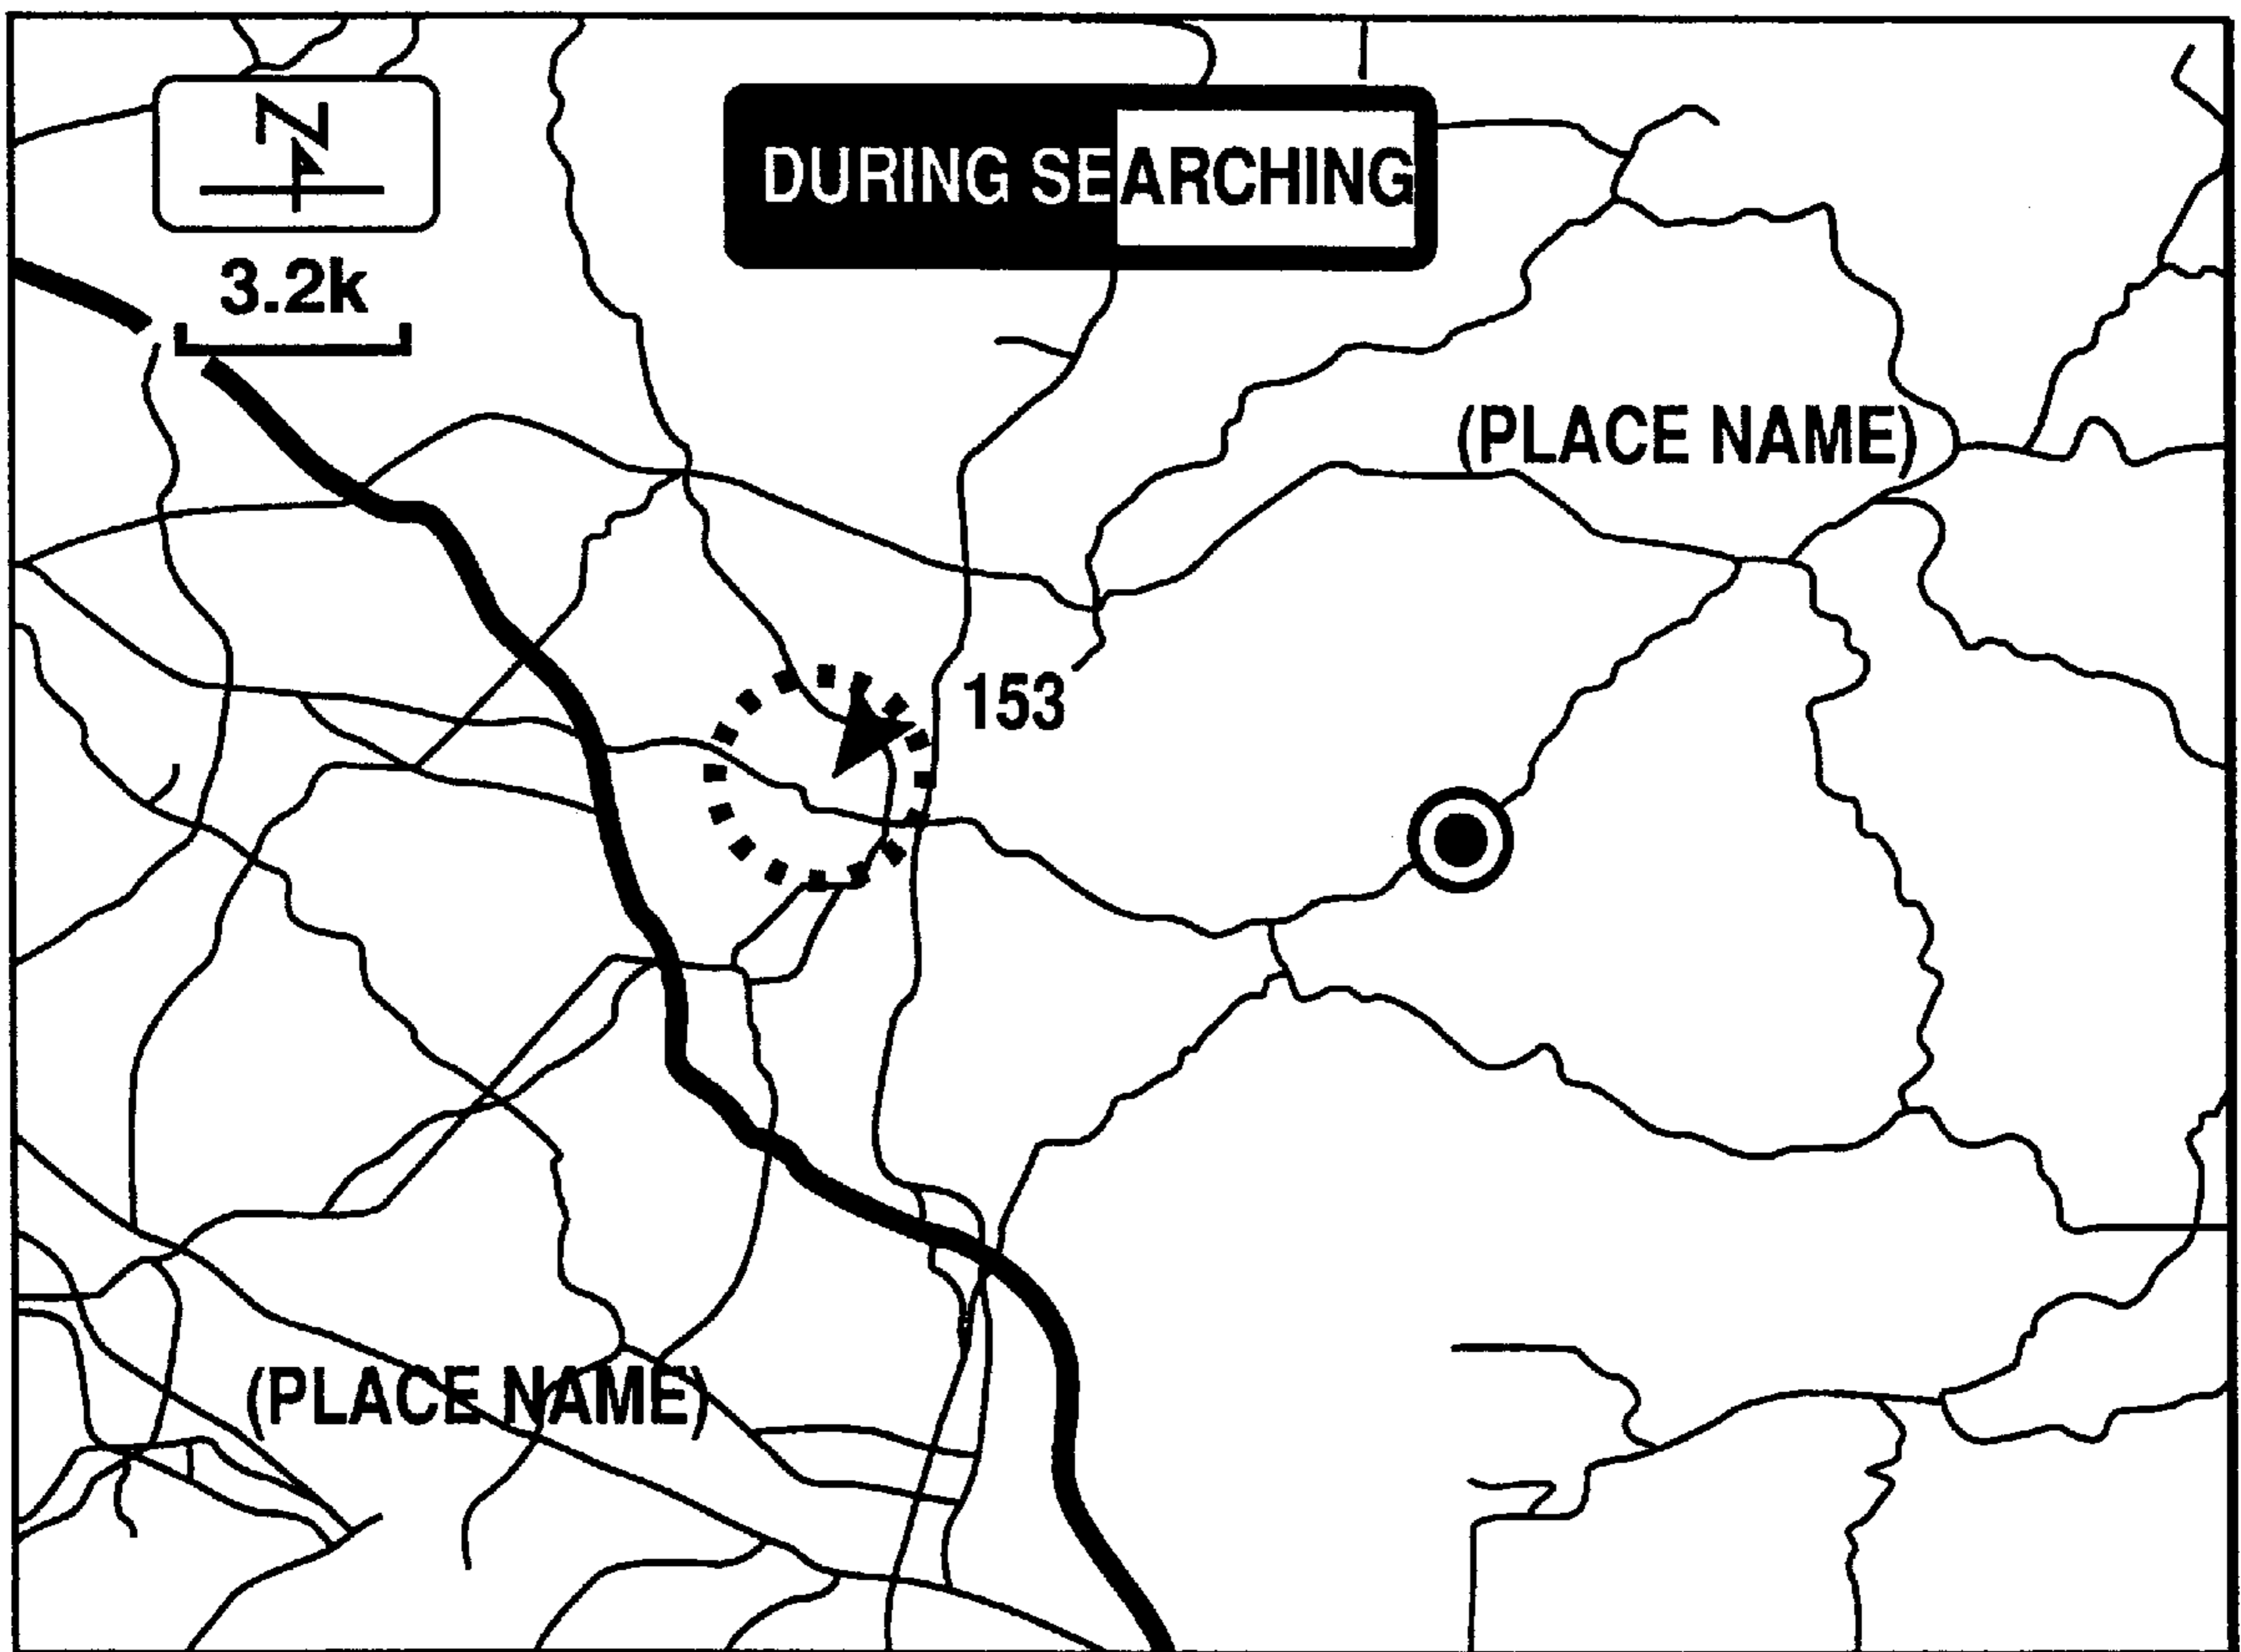 N
DURING SEARCHING
3.2k
(PLACE NAME)
153
(PLACE NAME)